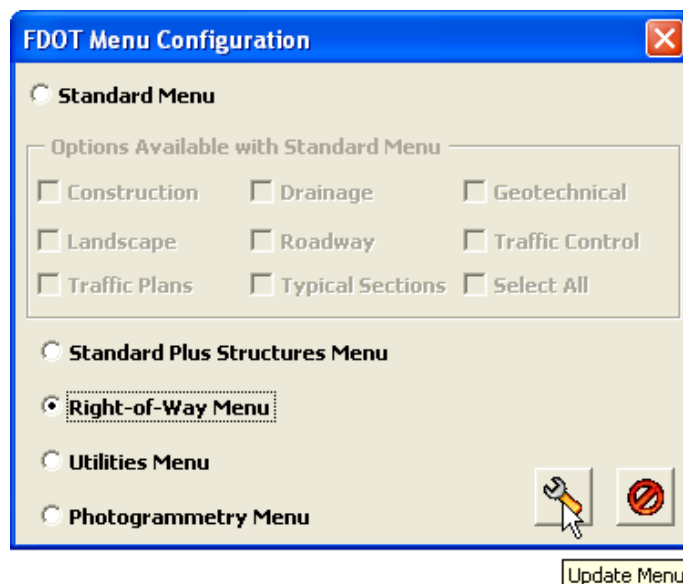 FDOT Menu Configuration
Standard Menu
Options Available with Standard Menu
Construction Drainage Geotechnical
Landscape Roadway Traffic Control
Traffic Plans Typical Sections Select All
Standard Plus Structures Menu
Right-of-Way Menu
Utilities Menu
Photogrammetry Menu
Update Menu